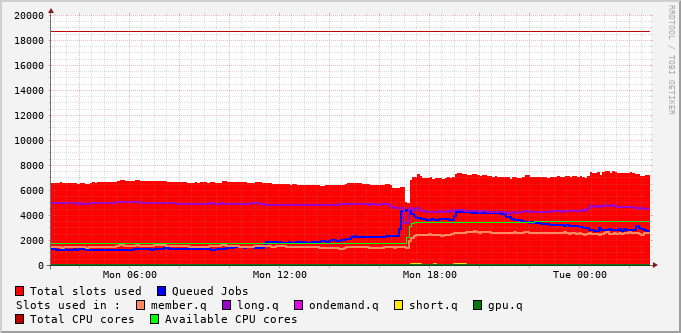 20000
18000
16000
14000
12000
10000
8000
6000
4000
2000
0
Mon 06:00 Mon 12:00 Mon 18:00 Tue 00:00
Total slots used Queued Jobs
Slots used in : member.q long.q ondemand.q short.q gpu.q
Total CPU cores Available CPU cores
RRDTOOL / TOBI OETIKER